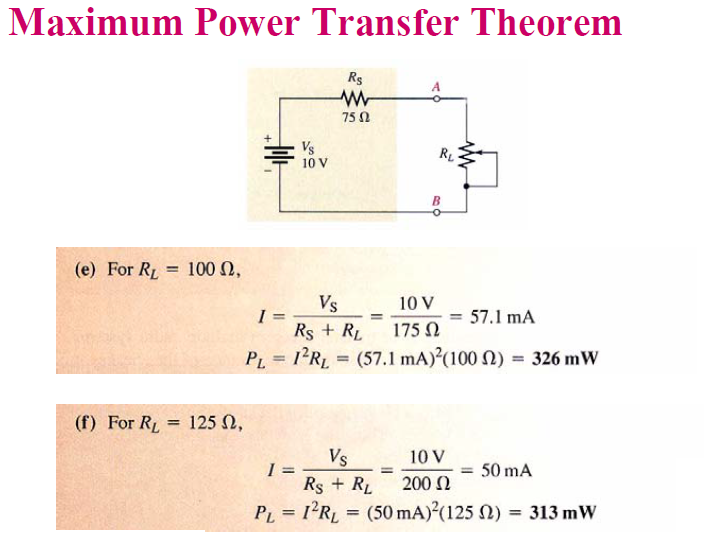 Maximum Power Transfer Theorem
R_S
75 Ω
A
+
V_S
10 V
−
R_L
B
(e) For R_L = 100 Ω,
I = V_S / (R_S + R_L) = 10 V / 175 Ω = 57.1 mA
P_L = I²R_L = (57.1 mA)²(100 Ω) = 326 mW
(f) For R_L = 125 Ω,
I = V_S / (R_S + R_L) = 10 V / 200 Ω = 50 mA
P_L = I²R_L = (50 mA)²(125 Ω) = 313 mW